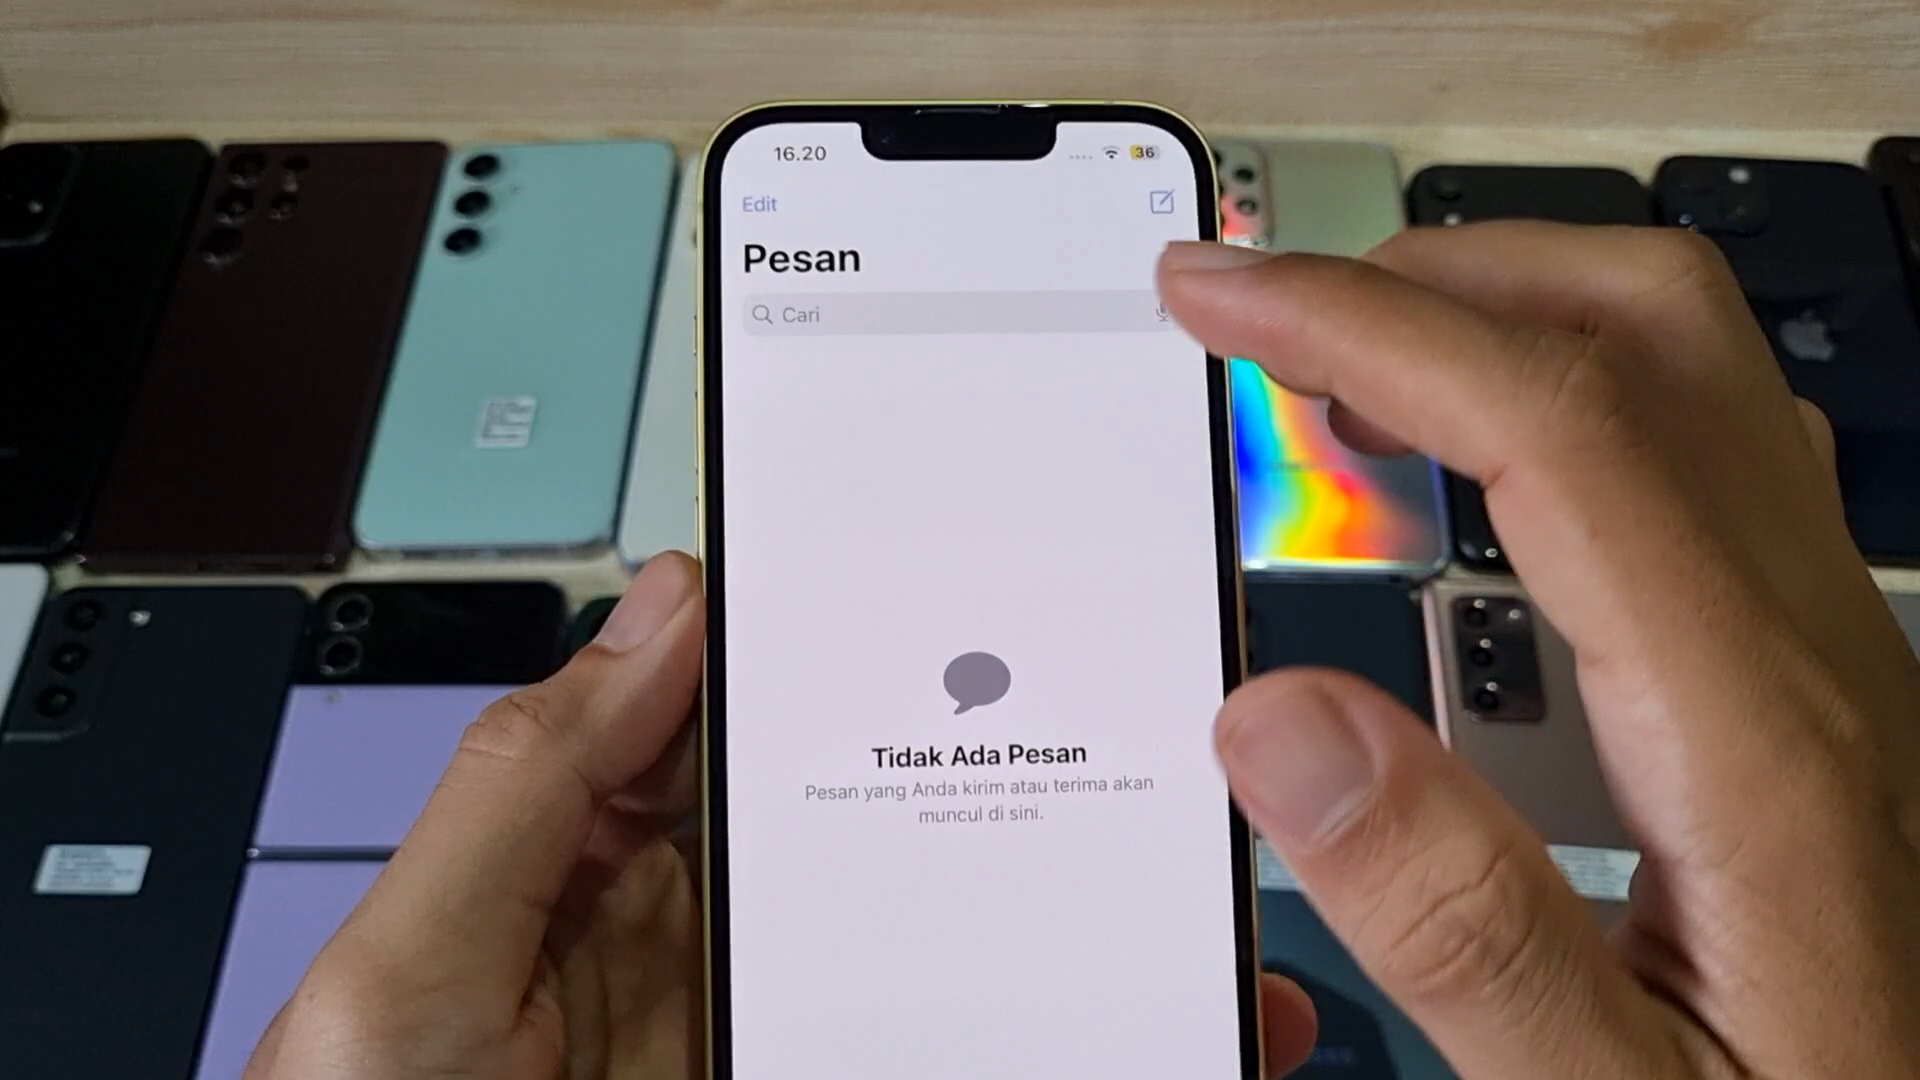 16.20
36
Edit
Pesan
Cari
Tidak Ada Pesan
Pesan yang Anda kirim atau terima akan
muncul di sini.